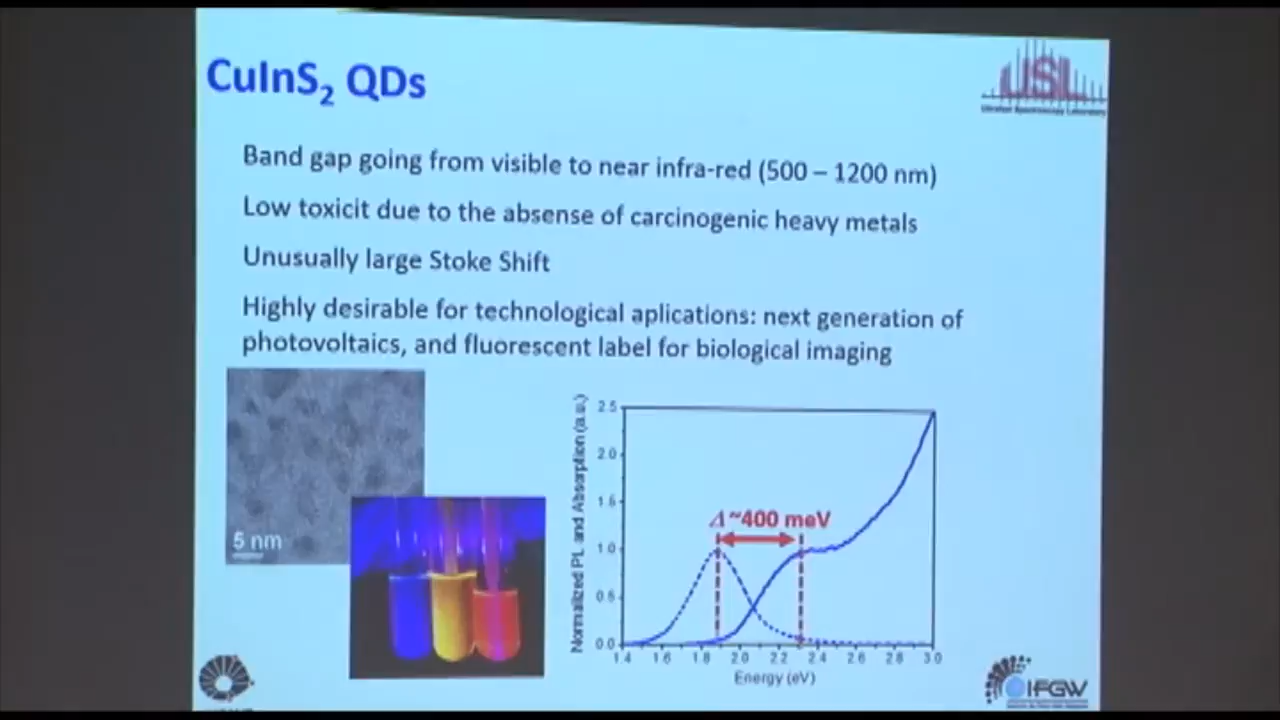 CuInS₂ QDs
USL
Ultrafast Spectroscopy Laboratory
Band gap going from visible to near infra-red (500 – 1200 nm)
Low toxicit due to the absense of carcinogenic heavy metals
Unusually large Stoke Shift
Highly desirable for technological aplications: next generation of
photovoltaics, and fluorescent label for biological imaging
5 nm
Normalized PL and Absorption (a.u.)
2.5
2.0
1.5
1.0
0.5
0.0
Δ ~400 meV
1.4 1.6 1.8 2.0 2.2 2.4 2.6 2.8 3.0
Energy (eV)
IFGW